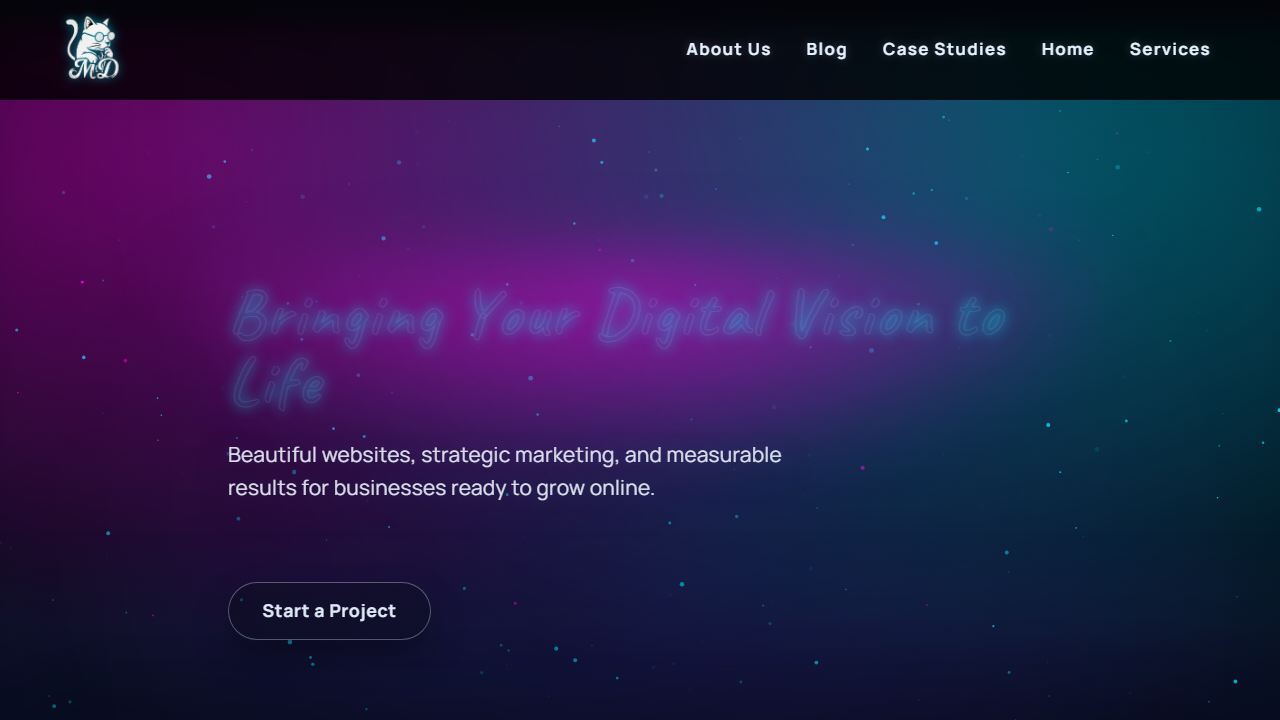 MD
About Us
Blog
Case Studies
Home
Services
Bringing Your Digital Vision to
Life
Beautiful websites, strategic marketing, and measurable
results for businesses ready to grow online.
Start a Project